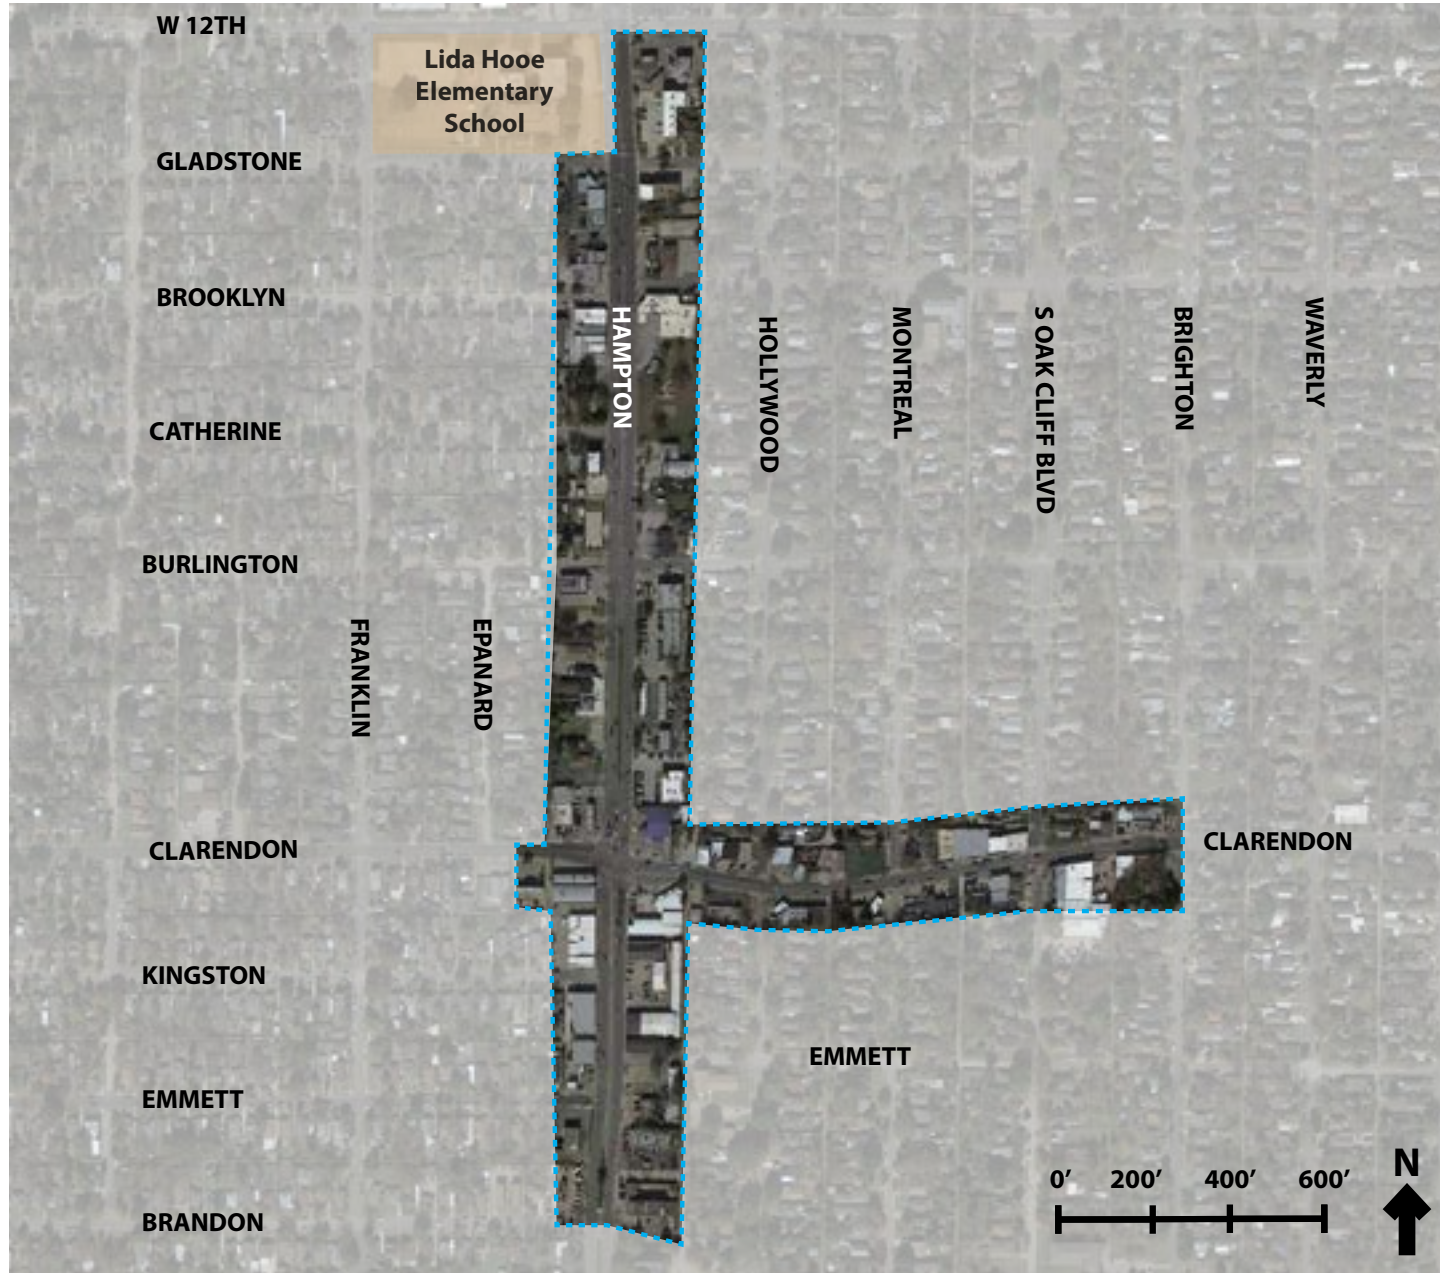 W 12TH
Lida Hooe
Elementary
School
GLADSTONE
BROOKLYN
HAMPTON
HOLLYWOOD
MONTREAL
S OAK CLIFF BLVD
BRIGHTON
WAVERLY
CATHERINE
BURLINGTON
FRANKLIN
EPANARD
CLARENDON
CLARENDON
KINGSTON
EMMETT
EMMETT
BRANDON
0’ 200’ 400’ 600’
N